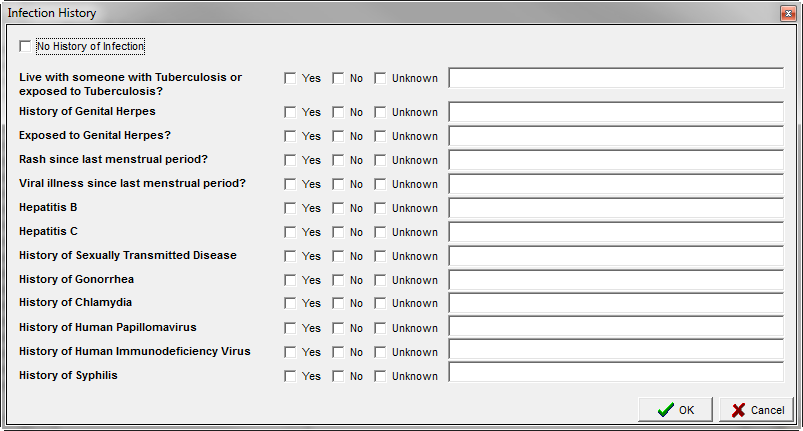 Infection History
No History of Infection
Live with someone with Tuberculosis or
exposed to Tuberculosis? Yes No Unknown
History of Genital Herpes Yes No Unknown
Exposed to Genital Herpes? Yes No Unknown
Rash since last menstrual period? Yes No Unknown
Viral illness since last menstrual period? Yes No Unknown
Hepatitis B Yes No Unknown
Hepatitis C Yes No Unknown
History of Sexually Transmitted Disease Yes No Unknown
History of Gonorrhea Yes No Unknown
History of Chlamydia Yes No Unknown
History of Human Papillomavirus Yes No Unknown
History of Human Immunodeficiency Virus Yes No Unknown
History of Syphilis Yes No Unknown
OK Cancel